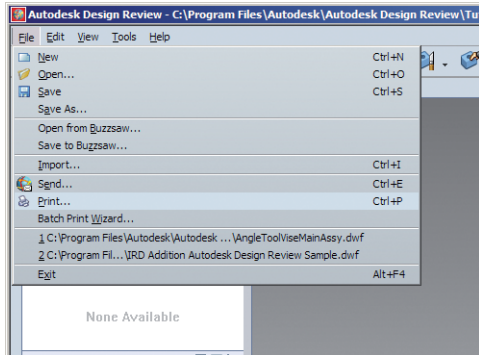 Autodesk Design Review - C:\Program Files\Autodesk\Autodesk Design Review\Tu
File Edit View Tools Help
New Ctrl+N
Open... Ctrl+O
Save Ctrl+S
Save As...
Open from Buzzsaw...
Save to Buzzsaw...
Import... Ctrl+I
Send... Ctrl+E
Print... Ctrl+P
Batch Print Wizard...
1 C:\Program Files\Autodesk\Autodesk ...\AngleToolViseMainAssy.dwf
2 C:\Program Fil...\IRD Addition Autodesk Design Review Sample.dwf
Exit Alt+F4
None Available